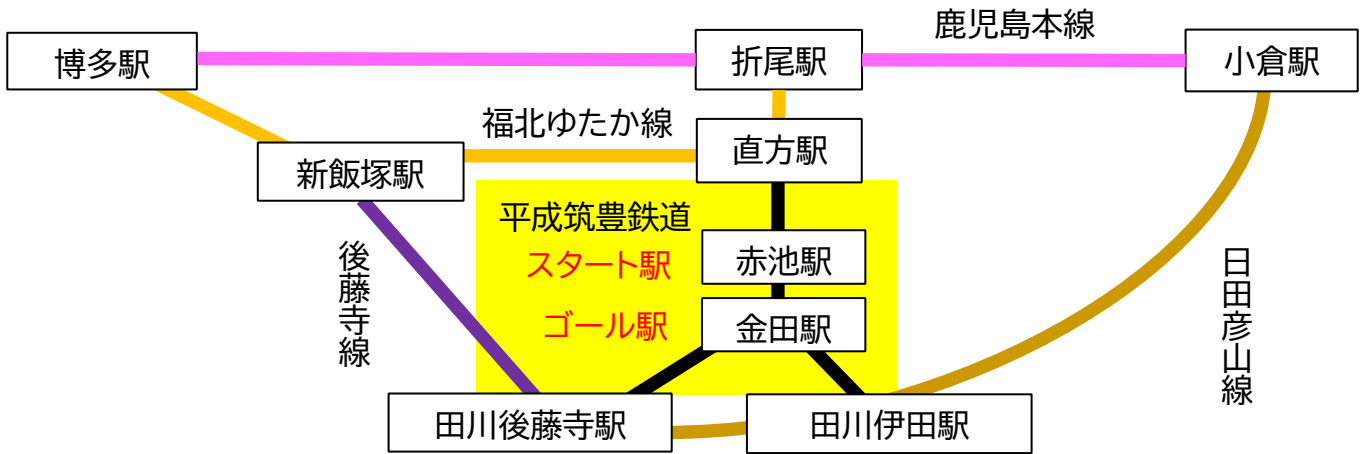 鹿児島本線
博多駅
折尾駅
小倉駅
福北ゆたか線
直方駅
新飯塚駅
平成筑豊鉄道
スタート駅
赤池駅
ゴール駅
金田駅
後藤寺線
日田彦山線
田川後藤寺駅
田川伊田駅